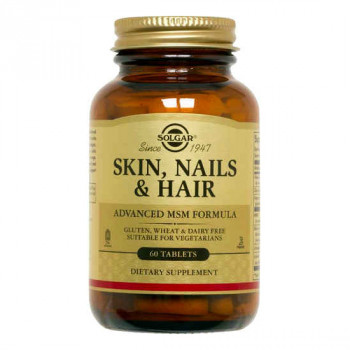 SOLGAR®
Since 1947
SKIN, NAILS
& HAIR
ADVANCED MSM FORMULA
GLUTEN, WHEAT & DAIRY FREE
SUITABLE FOR VEGETARIANS
60 TABLETS
DIETARY SUPPLEMENT